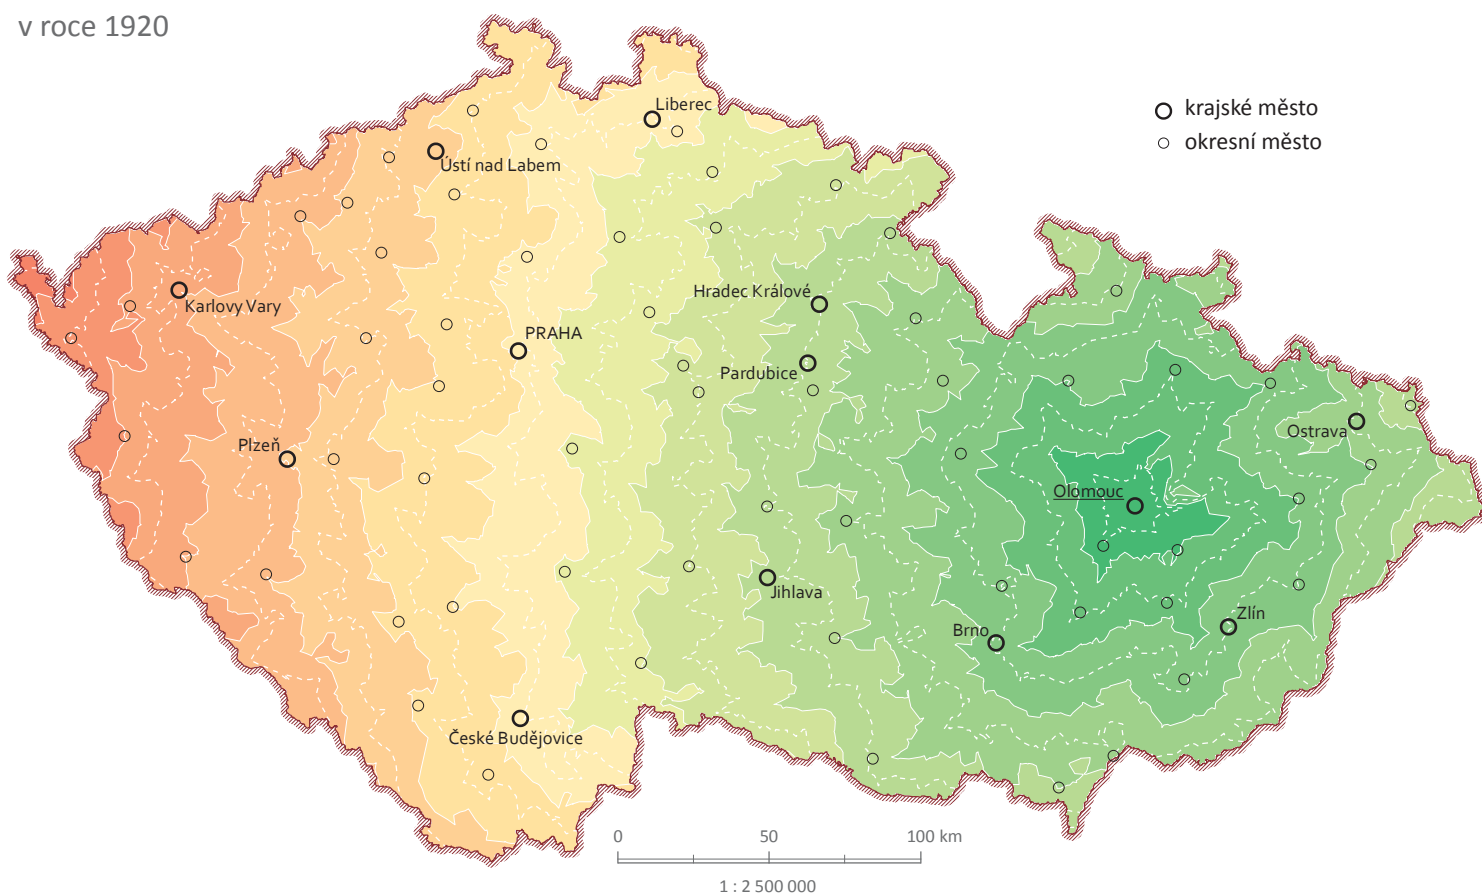 v roce 1920
krajské město
okresní město
Liberec
Ústí nad Labem
Karlovy Vary
Hradec Králové
PRAHA
Pardubice
Plzeň
Ostrava
Olomouc
Jihlava
Zlín
Brno
České Budějovice
0 50 100 km
1 : 2 500 000